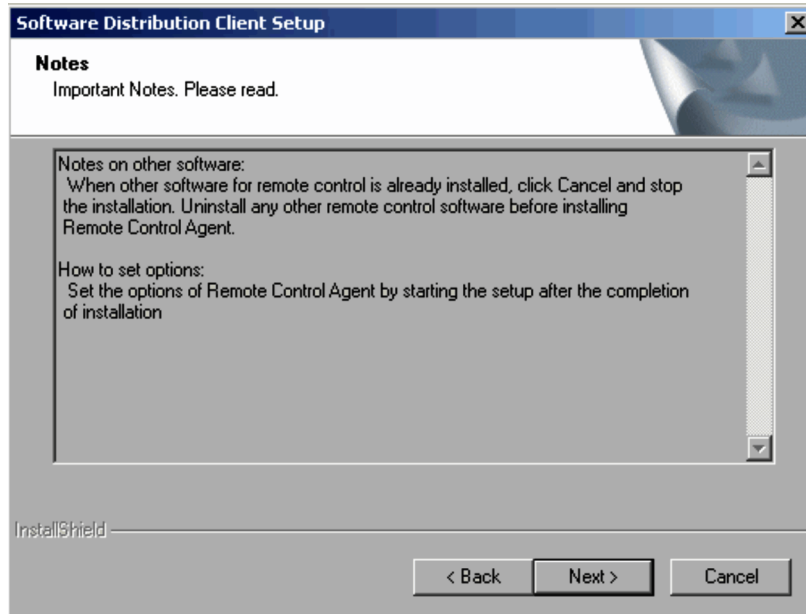 Software Distribution Client Setup
Notes
Important Notes. Please read.
Notes on other software:
When other software for remote control is already installed, click Cancel and stop
the installation. Uninstall any other remote control software before installing
Remote Control Agent.
How to set options:
Set the options of Remote Control Agent by starting the setup after the completion
of installation
InstallShield
< Back
Next >
Cancel